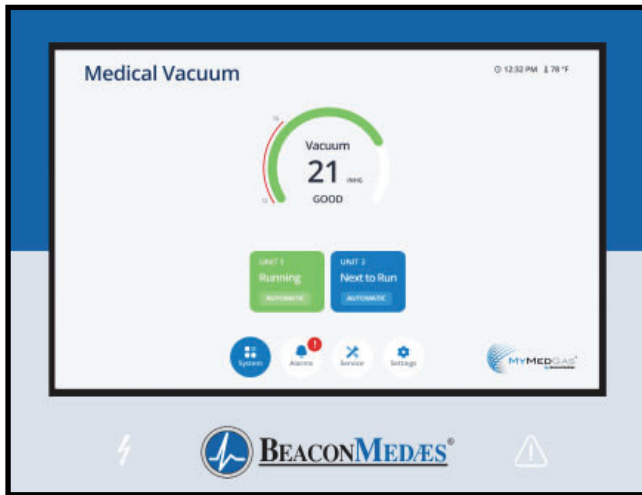 Medical Vacuum
12:32 PM 78 °F
Vacuum
21 INHG
GOOD
UNIT 1
Running
AUTOMATIC
UNIT 2
Next to Run
AUTOMATIC
!
System
Alarms
Service
Settings
MYMEDGAS®
BEACONMEDÆS®